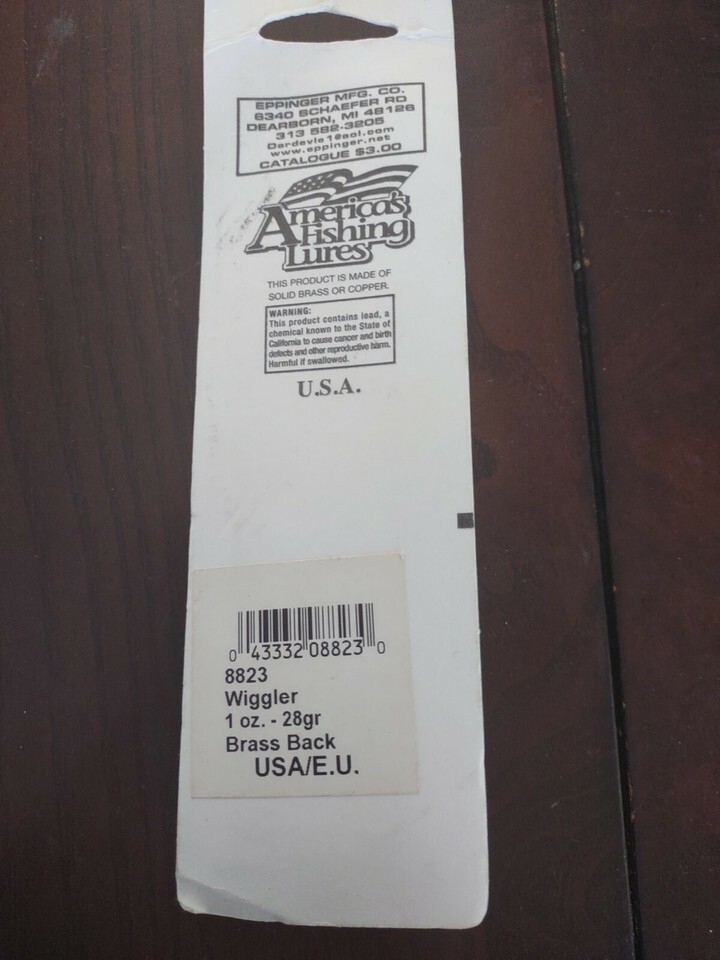 EPPINGER MFG. CO.
6340 SCHAEFER RD
DEARBORN, MI 48126
313 582-3205
Dardevle1@aol.com
www.eppinger.net
CATALOGUE $3.00
America's
Fishing
Lures
THIS PRODUCT IS MADE OF
SOLID BRASS OR COPPER.
WARNING:
This product contains lead, a
chemical known to the State of
California to cause cancer and birth
defects and other reproductive harm.
Harmful if swallowed.
U.S.A.
0 43332 08823 0
8823
Wiggler
1 oz. - 28gr
Brass Back
USA/E.U.